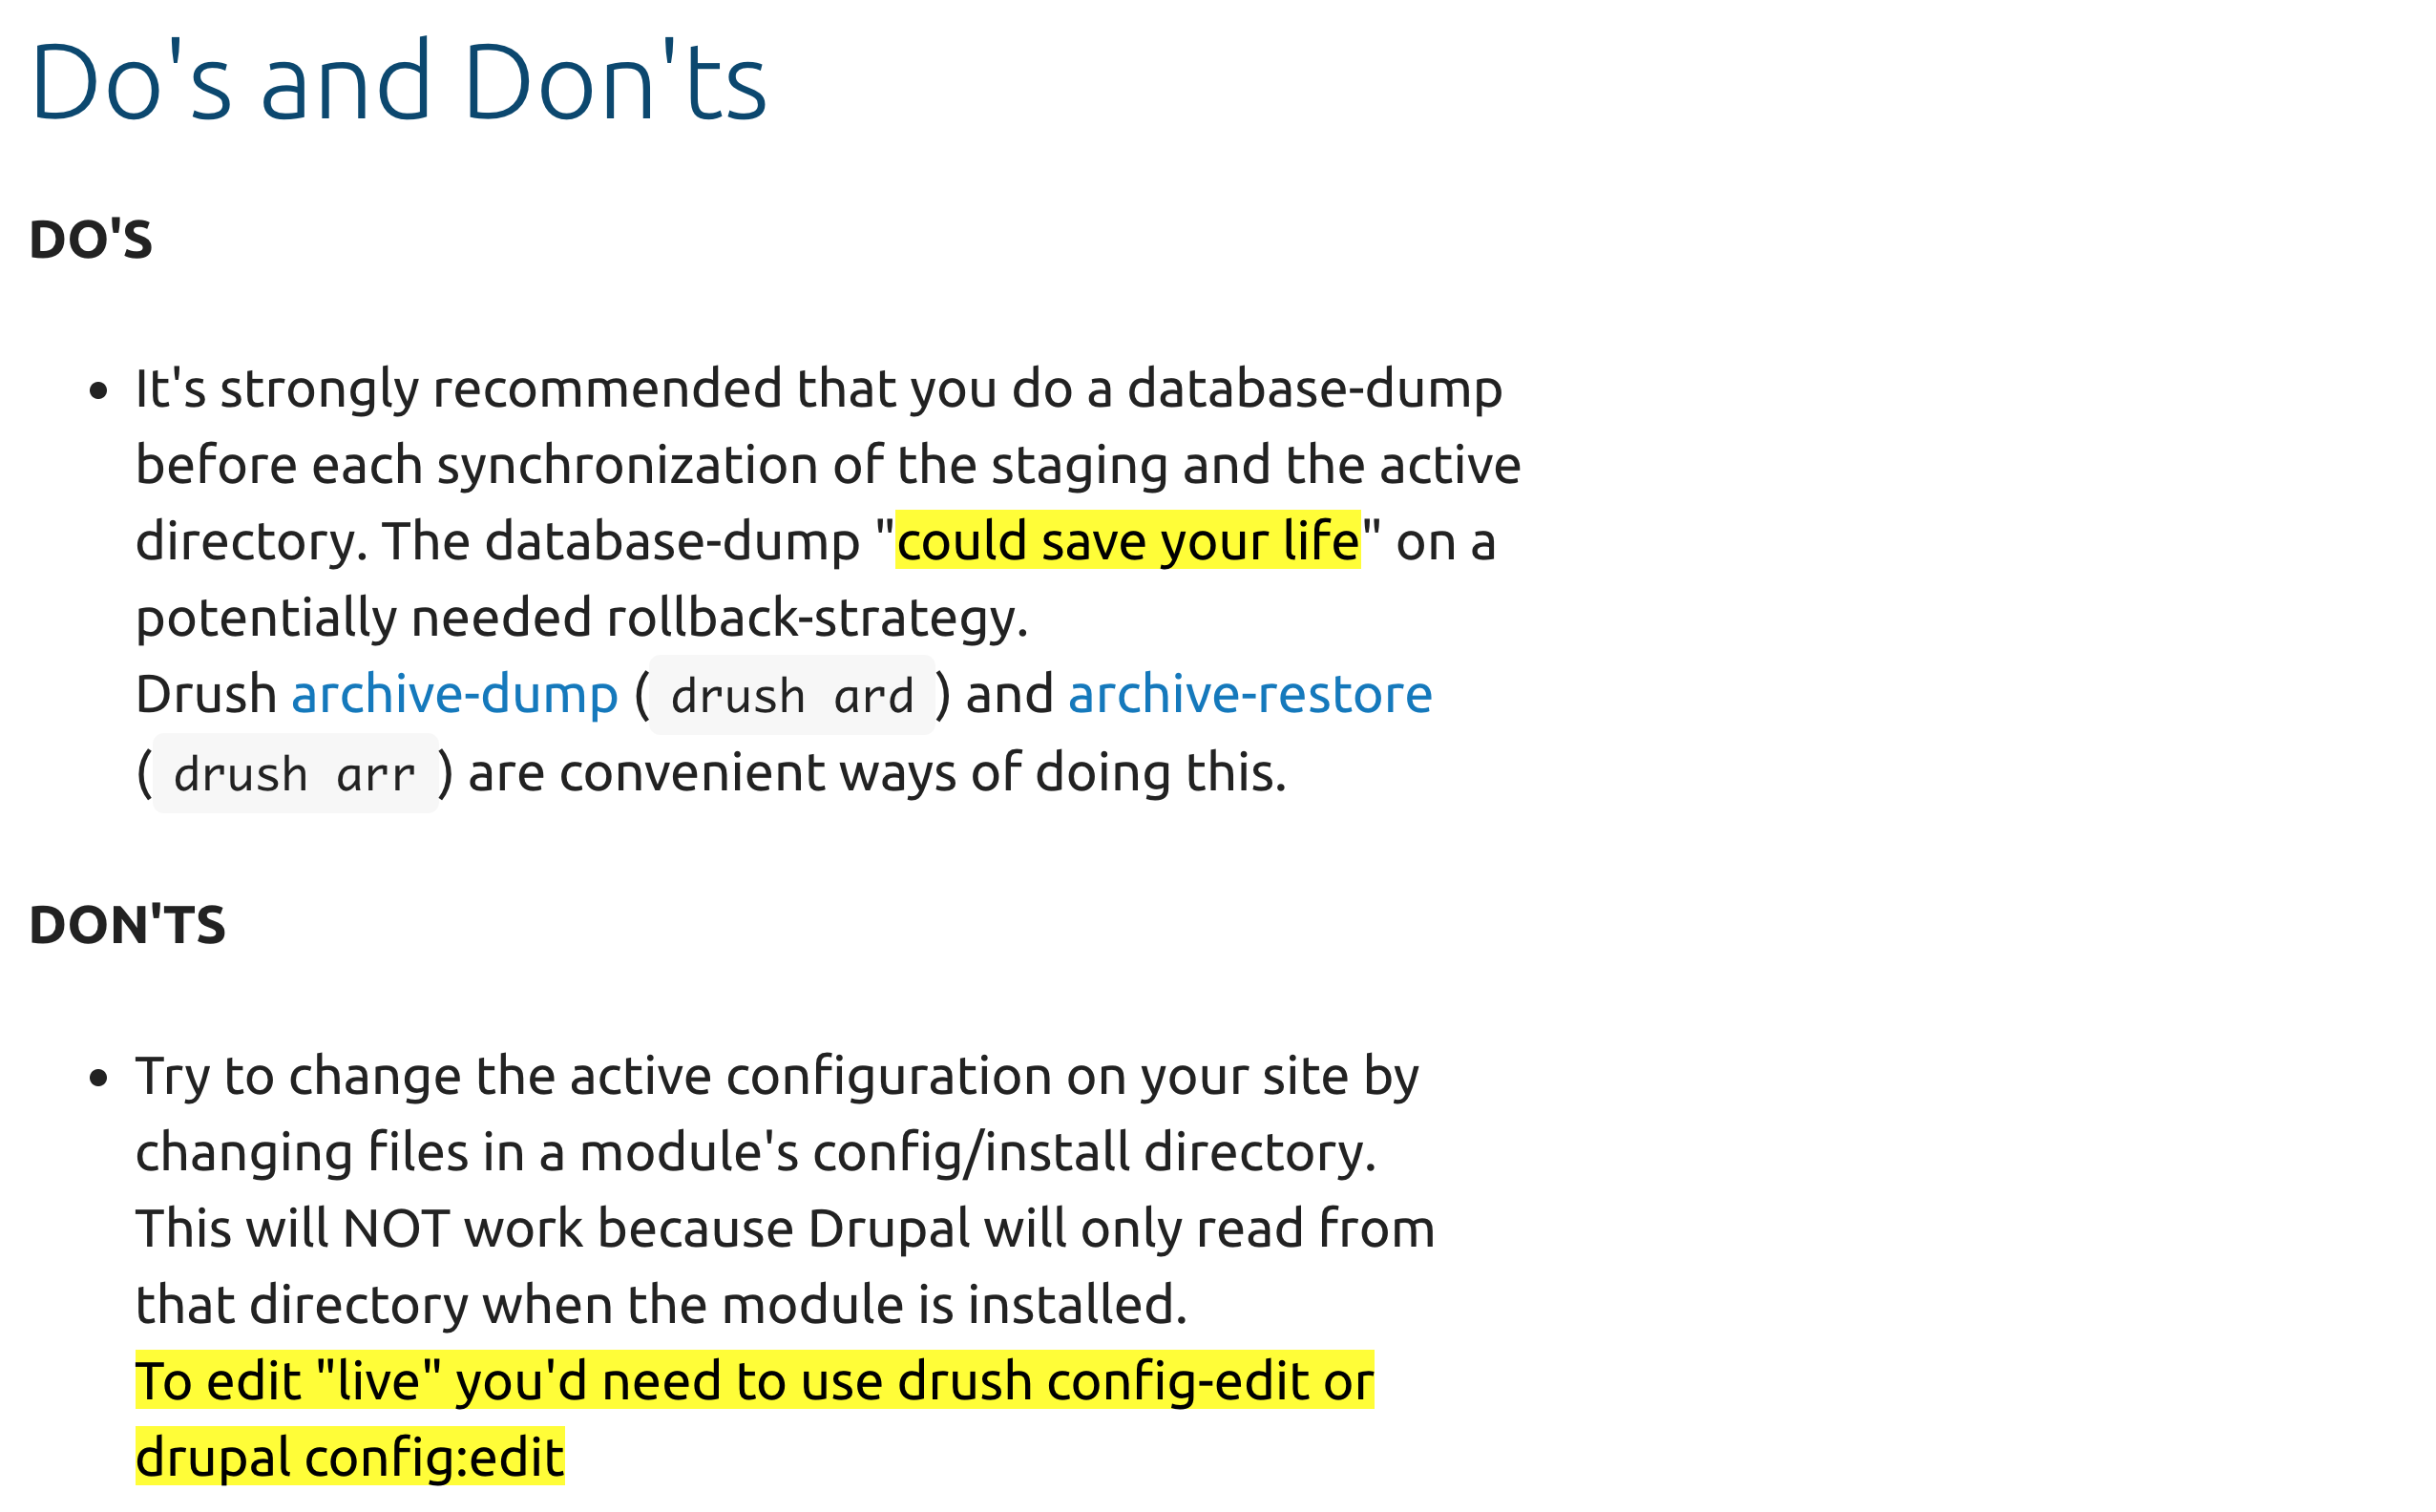 Do's and Don'ts
DO'S
• It's strongly recommended that you do a database-dump
before each synchronization of the staging and the active
directory. The database-dump "could save your life" on a
potentially needed rollback-strategy.
Drush archive-dump ( drush ard ) and archive-restore
( drush arr ) are convenient ways of doing this.
DON'TS
• Try to change the active configuration on your site by
changing files in a module's config/install directory.
This will NOT work because Drupal will only read from
that directory when the module is installed.
To edit "live" you'd need to use drush config-edit or
drupal config:edit